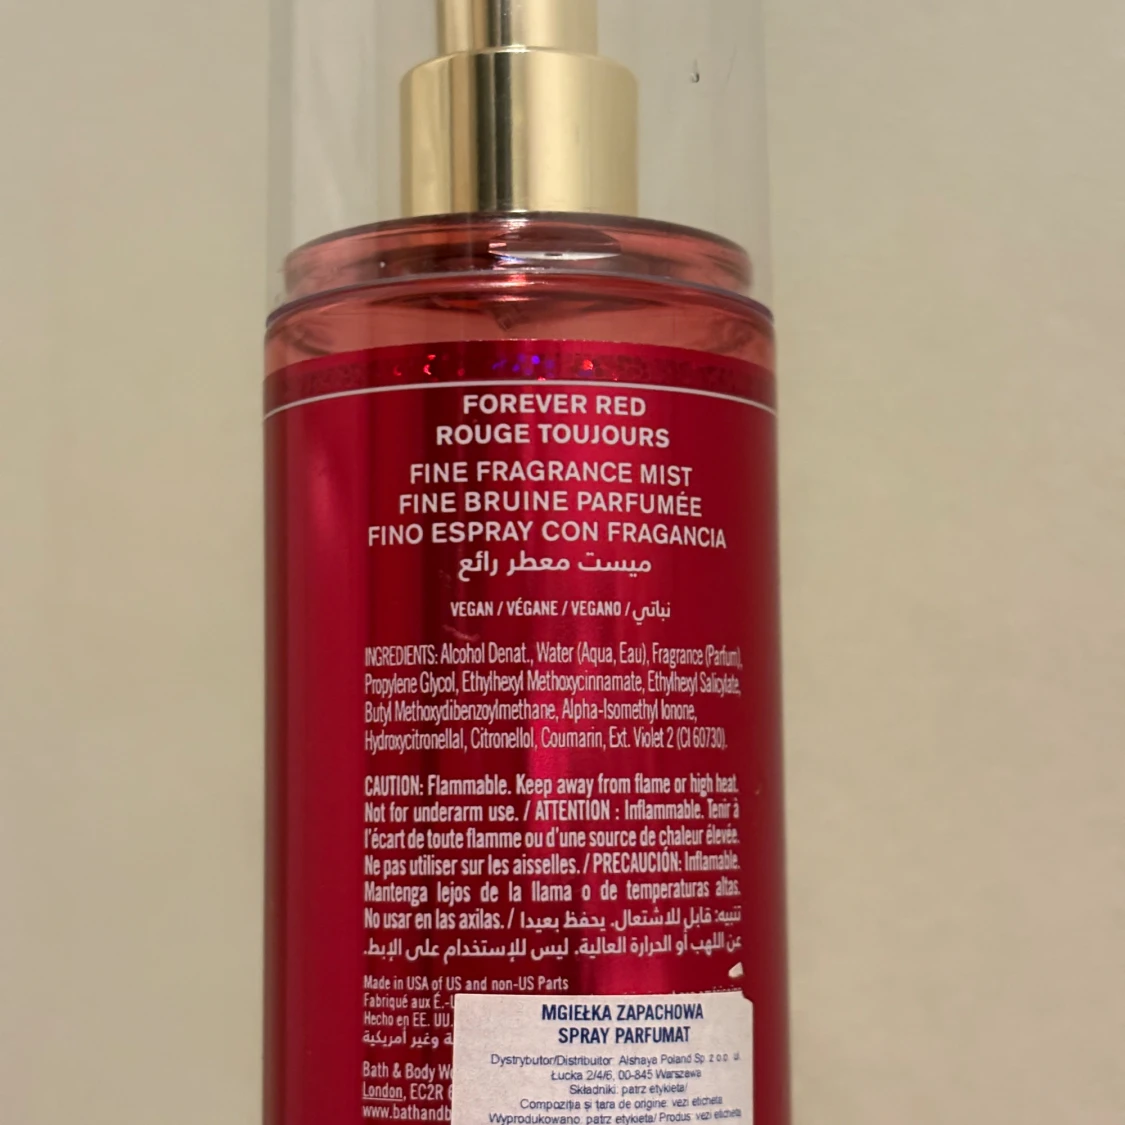 FOREVER RED
ROUGE TOUJOURS
FINE FRAGRANCE MIST
FINE BRUINE PARFUMÉE
FINO ESPRAY CON FRAGANCIA
ميست معطر رائع
VEGAN / VÉGANE / VEGANO / نباتي
INGREDIENTS: Alcohol Denat., Water (Aqua, Eau), Fragrance (Parfum),
Propylene Glycol, Ethylhexyl Methoxycinnamate, Ethylhexyl Salicylate,
Butyl Methoxydibenzoylmethane, Alpha-Isomethyl Ionone,
Hydroxycitronellal, Citronellol, Coumarin, Ext. Violet 2 (CI 60730).
CAUTION: Flammable. Keep away from flame or high heat.
Not for underarm use. / ATTENTION : Inflammable. Tenir à
l'écart de toute flamme ou d'une source de chaleur élevée.
Ne pas utiliser sur les aisselles. / PRECAUCIÓN: Inflamable.
Mantenga lejos de la llama o de temperaturas altas.
No usar en las axilas. / تنبيه: قابل للاشتعال. يحفظ بعيدا
عن اللهب أو الحرارة العالية. ليس للإستخدام على الإبط.
Made in USA of US and non-US Parts
Fabriqué aux É.-U
Hecho en EE. UU.
ة وغير أمريكية
Bath & Body Wo
London, EC2R
www.bathandb
MGIEŁKA ZAPACHOWA
SPRAY PARFUMAT
Dystrybutor/Distribuitor: Alshaya Poland Sp. z o.o. ul.
Łucka 2/4/6, 00-845 Warszawa
Składniki: patrz etykieta/
Compoziția și țara de origine: vezi eticheta
Wyprodukowano: patrz etykieta/ Produs: vezi eticheta